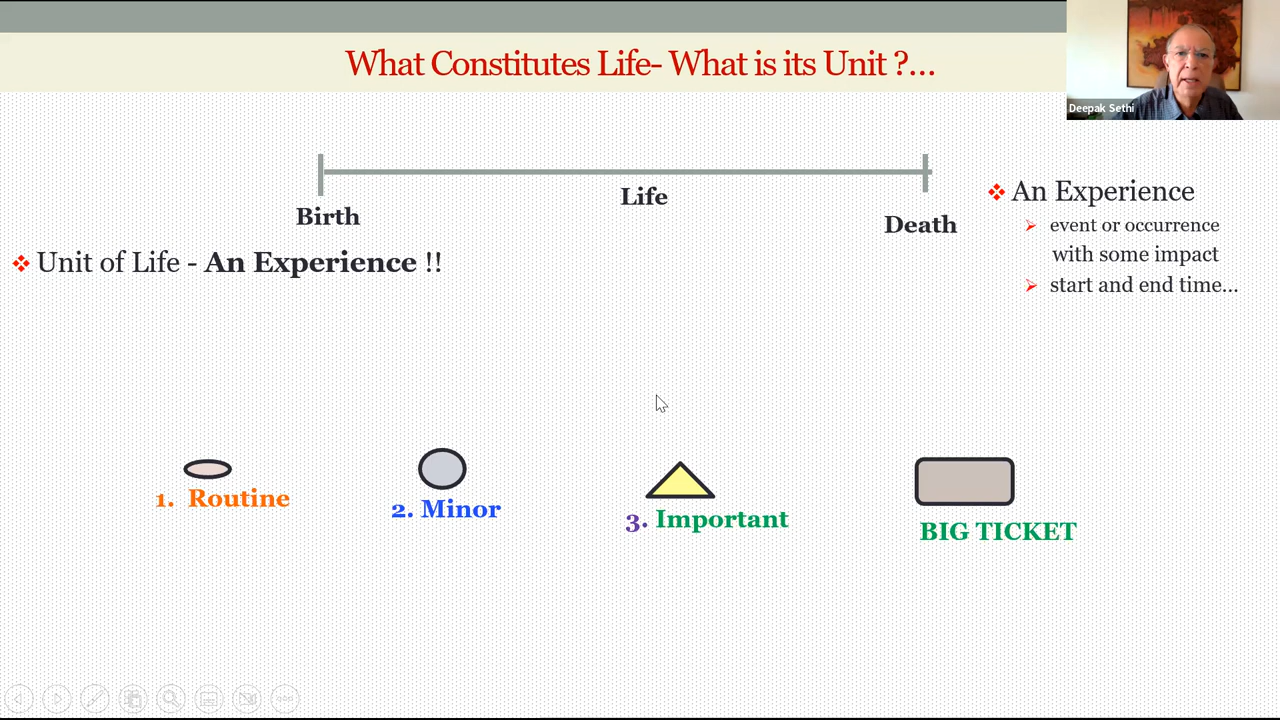 What Constitutes Life- What is its Unit ?...
Deepak Sethi
Birth
Life
Death
❖ Unit of Life - An Experience !!
❖ An Experience
➢ event or occurrence
with some impact
➢ start and end time...
1. Routine
2. Minor
3. Important
BIG TICKET